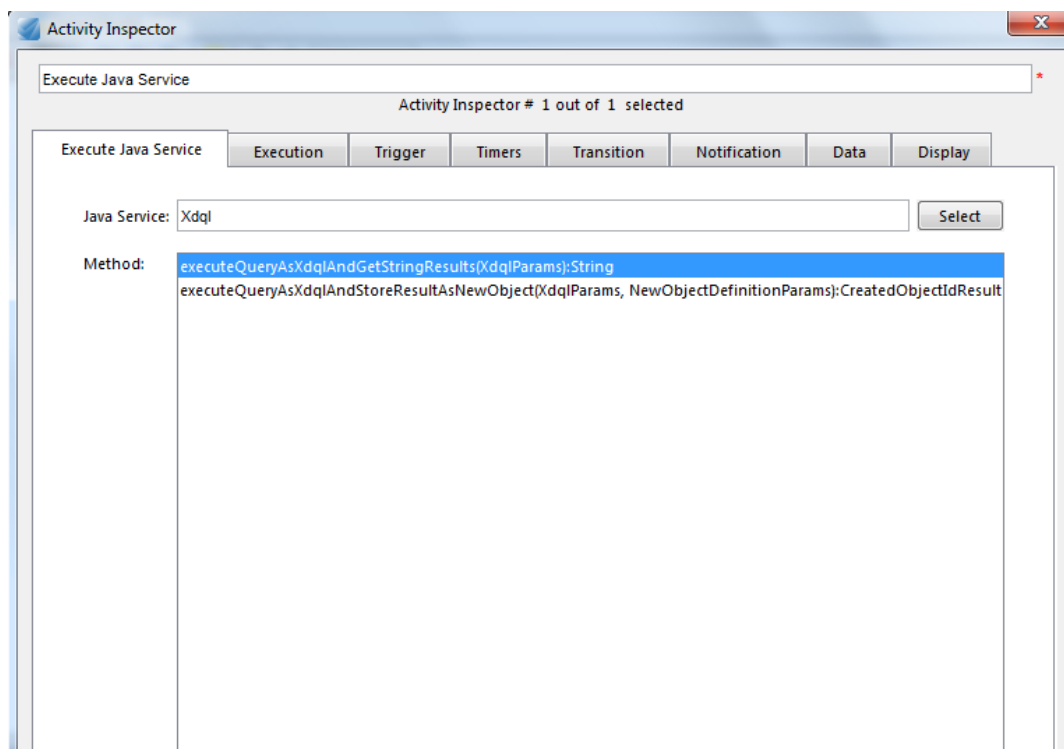 Activity Inspector
x
Execute Java Service *
Activity Inspector # 1 out of 1 selected
Execute Java Service Execution Trigger Timers Transition Notification Data Display
Java Service: Xdql Select
Method: executeQueryAsXdqlAndGetStringResults(XdqlParams):String
executeQueryAsXdqlAndStoreResultAsNewObject(XdqlParams, NewObjectDefinitionParams):CreatedObjectIdResult